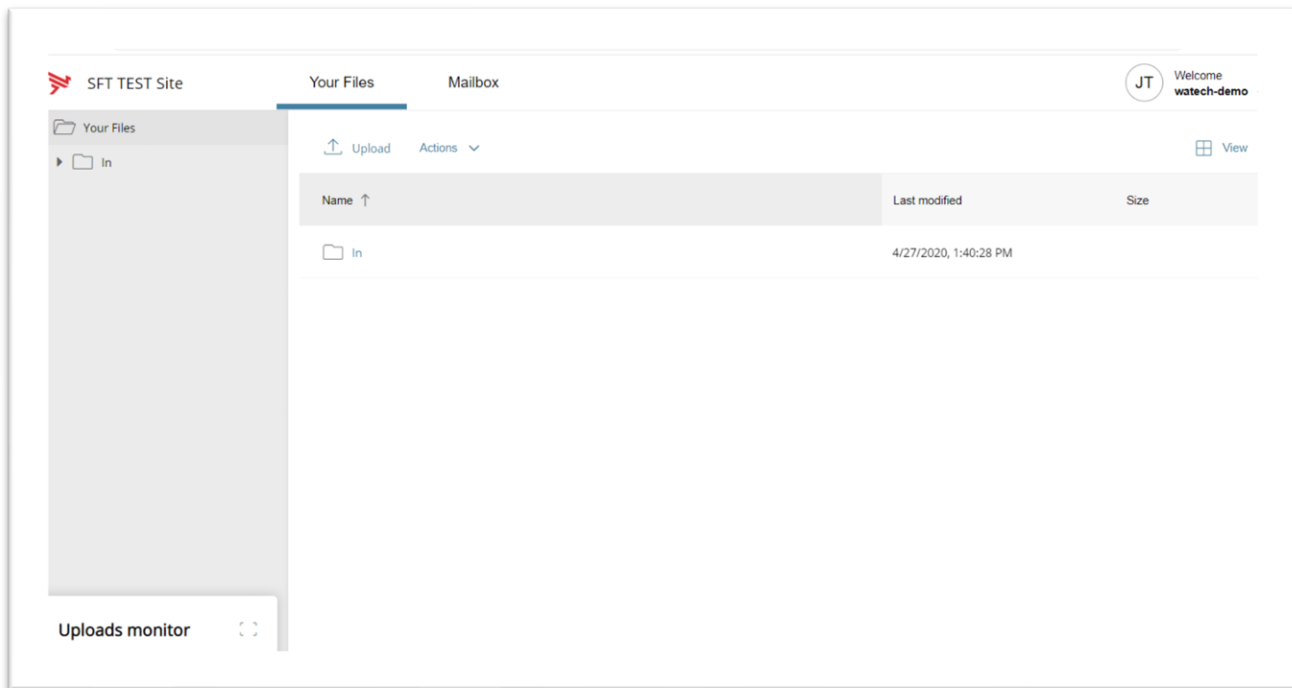 SFT TEST Site
Your Files
Mailbox
JT
Welcome
watech-demo
Your Files
In
Upload
Actions
View
Name
Last modified
Size
In
4/27/2020, 1:40:28 PM
Uploads monitor